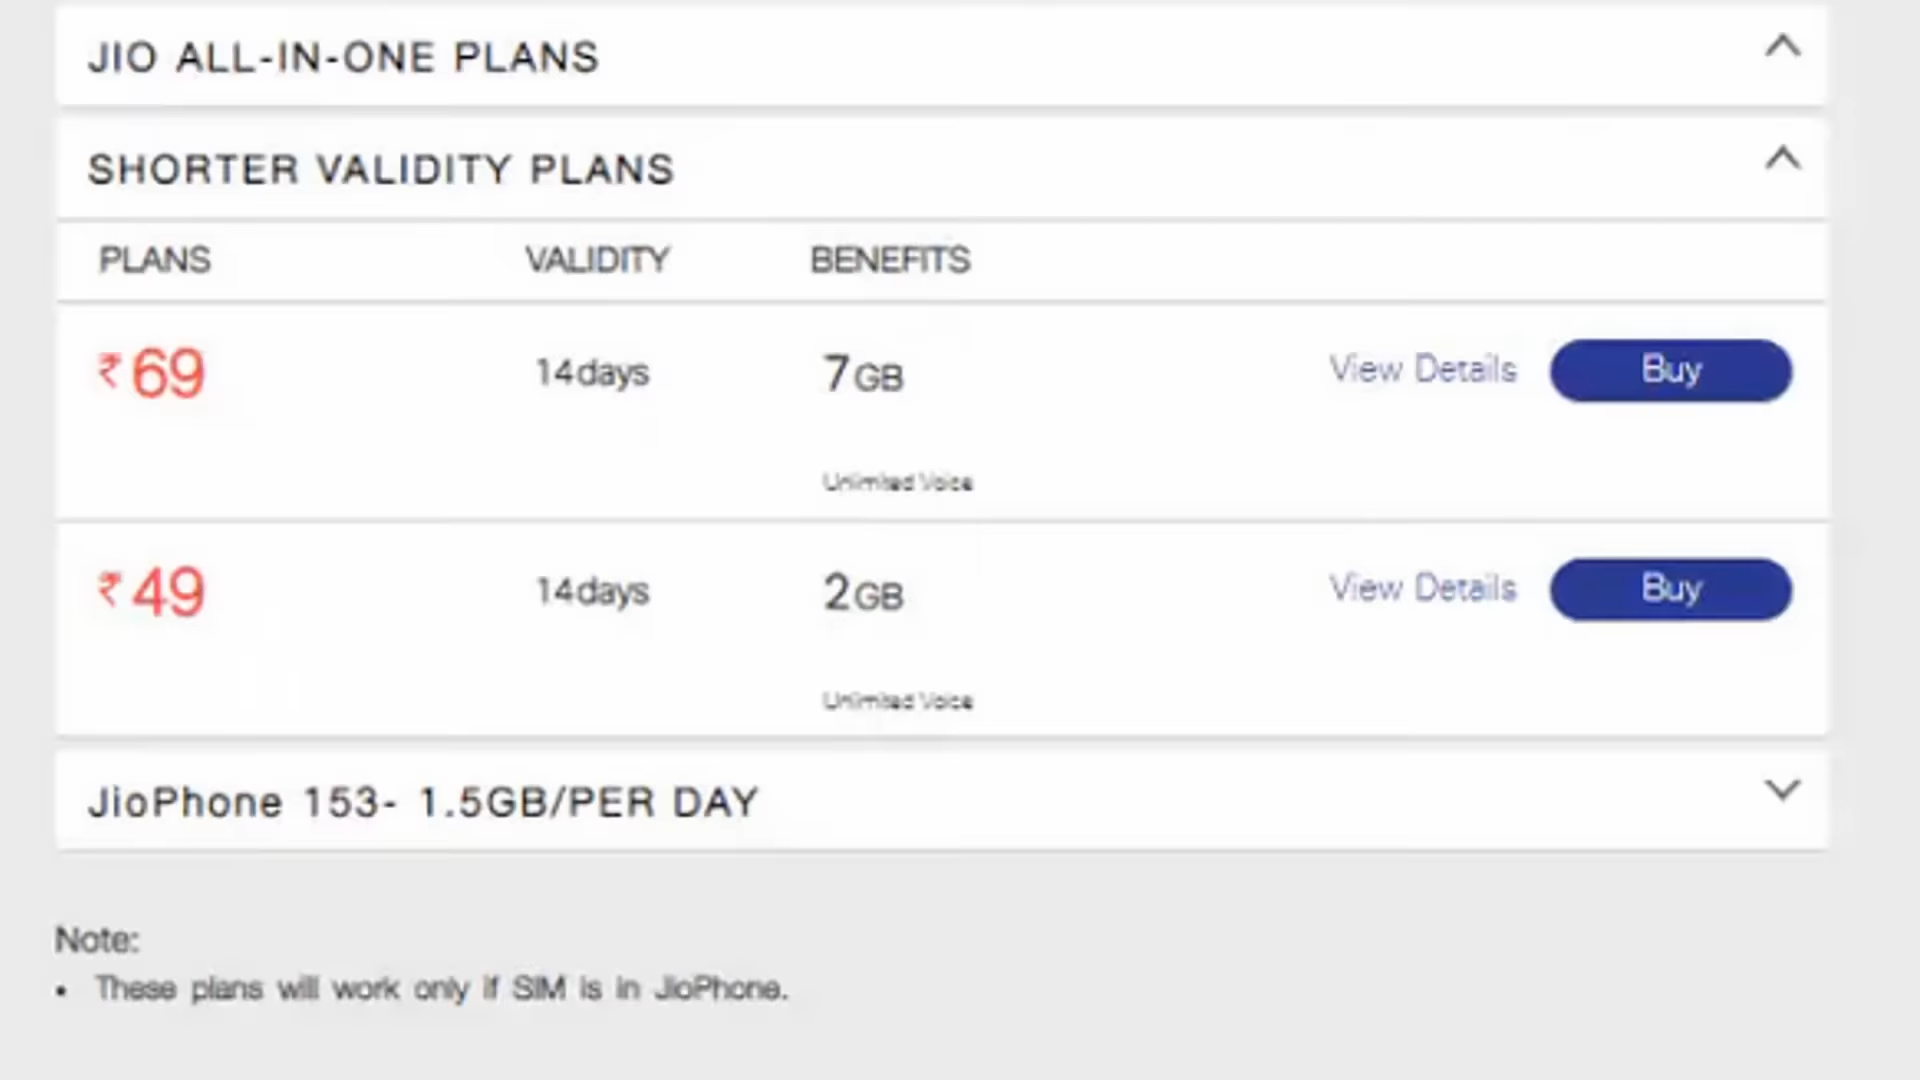 JIO ALL-IN-ONE PLANS
SHORTER VALIDITY PLANS
PLANS VALIDITY BENEFITS
₹69 14days 7GB View Details Buy
Unlimited Voice
₹49 14days 2GB View Details Buy
Unlimited Voice
JioPhone 153- 1.5GB/PER DAY
Note:
• These plans will work only if SIM is in JioPhone.